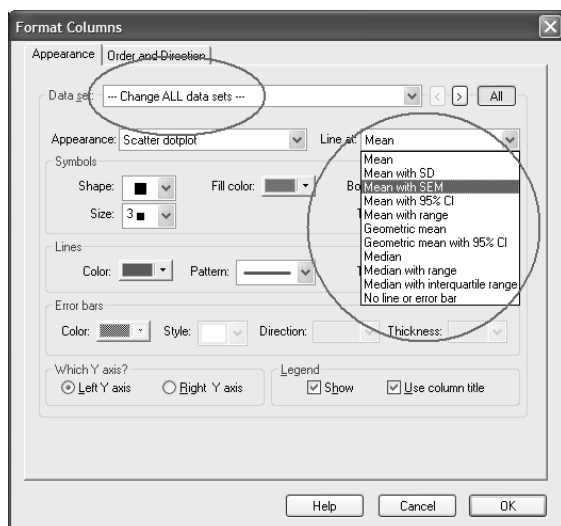 Format Columns
Appearance Order and Direction
Data set: --- Change ALL data sets --- < > All
Appearance: Scatter dotplot Line at: Mean
Symbols
Shape: Fill color: Bo
Size: 3
Lines
Color: Pattern:
Error bars
Color: Style: Direction: Thickness:
Mean
Mean with SD
Mean with SEM
Mean with 95% CI
Mean with range
Geometric mean
Geometric mean with 95% CI
Median
Median with range
Median with interquartile range
No line or error bar
Which Y axis?
Left Y axis Right Y axis
Legend
Show Use column title
Help Cancel OK